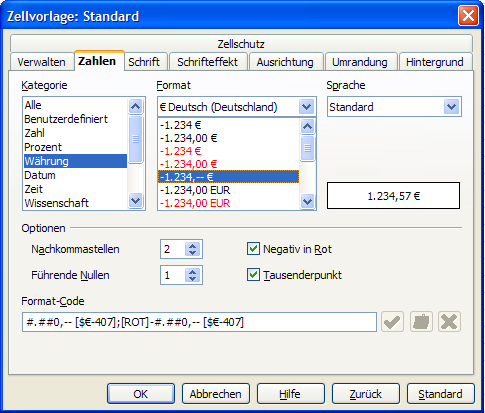 Zellvorlage: Standard
Zellschutz
Verwalten Zahlen Schrift Schrifteffekt Ausrichtung Umrandung Hintergrund
Kategorie Format Sprache
€ Deutsch (Deutschland) Standard
Alle
Benutzerdefiniert
Zahl
Prozent
Währung
Datum
Zeit
Wissenschaft
-1.234 €
-1.234,00 €
-1.234 €
-1.234,00 €
-1.234,-- €
-1.234,00 EUR
-1.234,00 EUR
1.234,57 €
Optionen
Nachkommastellen 2 Negativ in Rot
Führende Nullen 1 Tausenderpunkt
Format-Code
#.##0,-- [$€-407];[ROT]-#.##0,-- [$€-407]
OK Abbrechen Hilfe Zurück Standard